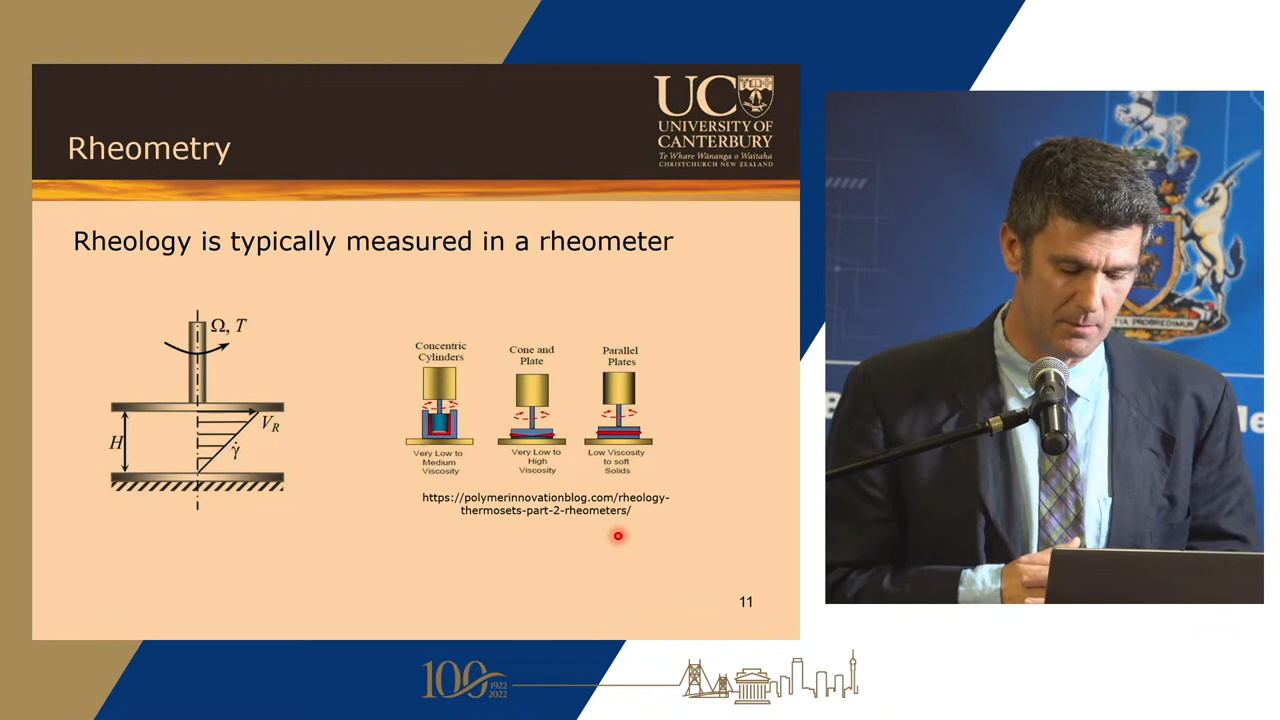 UC
UNIVERSITY OF
CANTERBURY
Te Whare Wānanga o Waitaha
CHRISTCHURCH NEW ZEALAND
Rheometry
Rheology is typically measured in a rheometer
Ω, T
H
V_R
γ̇
Concentric
Cylinders
Very Low to
Medium
Viscosity
Cone and
Plate
Very Low to
High
Viscosity
Parallel
Plates
Low Viscosity
to soft
Solids
https://polymerinnovationblog.com/rheology-
thermosets-part-2-rheometers/
11
PROGREDIMUR
100
1922
2022